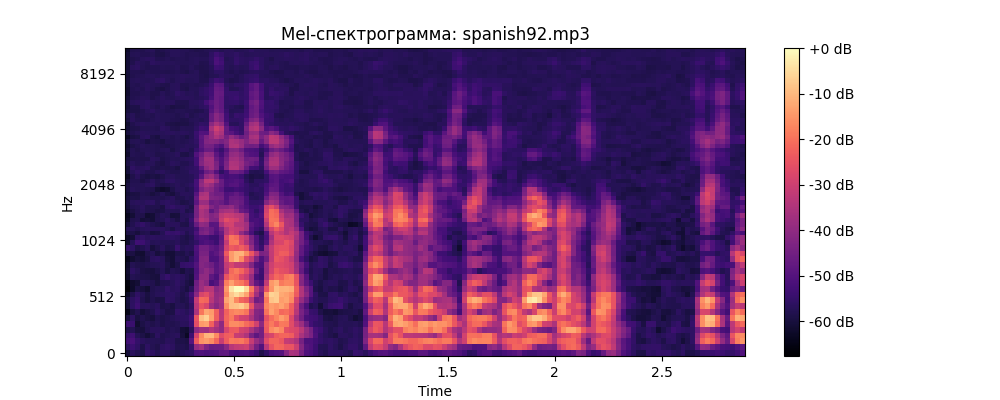 Mel-спектрограмма: spanish92.mp3
Hz
8192
4096
2048
1024
512
0
0 0.5 1 1.5 2 2.5
Time
+0 dB
-10 dB
-20 dB
-30 dB
-40 dB
-50 dB
-60 dB